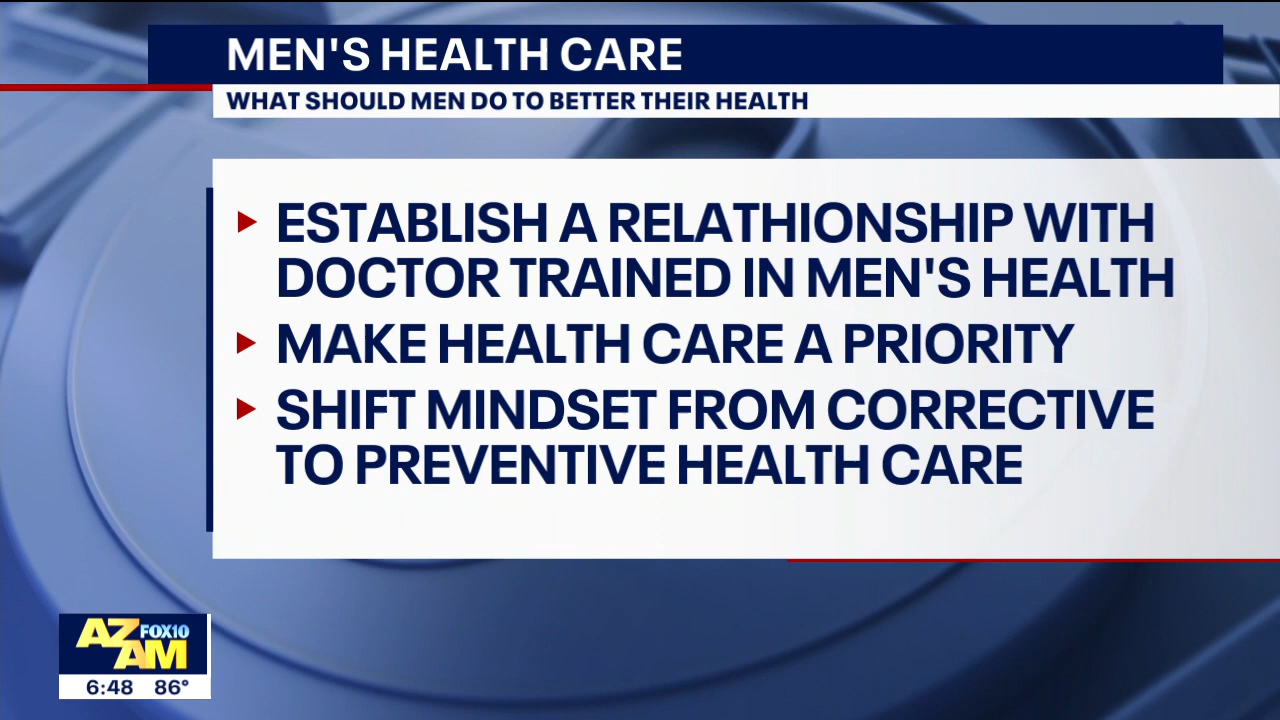 MEN'S HEALTH CARE
WHAT SHOULD MEN DO TO BETTER THEIR HEALTH
ESTABLISH A RELATHIONSHIP WITH
DOCTOR TRAINED IN MEN'S HEALTH
MAKE HEALTH CARE A PRIORITY
SHIFT MINDSET FROM CORRECTIVE
TO PREVENTIVE HEALTH CARE
AZ FOX10
AM
6:48 86°